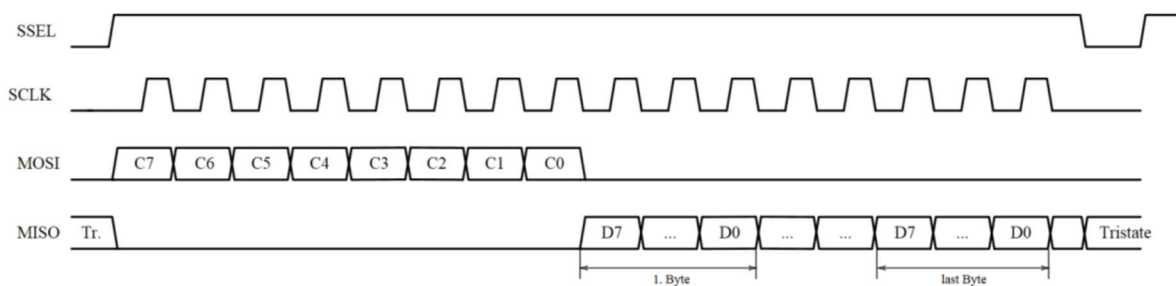 SSEL
SCLK
MOSI C7 C6 C5 C4 C3 C2 C1 C0
MISO Tr. D7 ... D0 ... ... D7 ... D0 Tristate
1. Byte last Byte